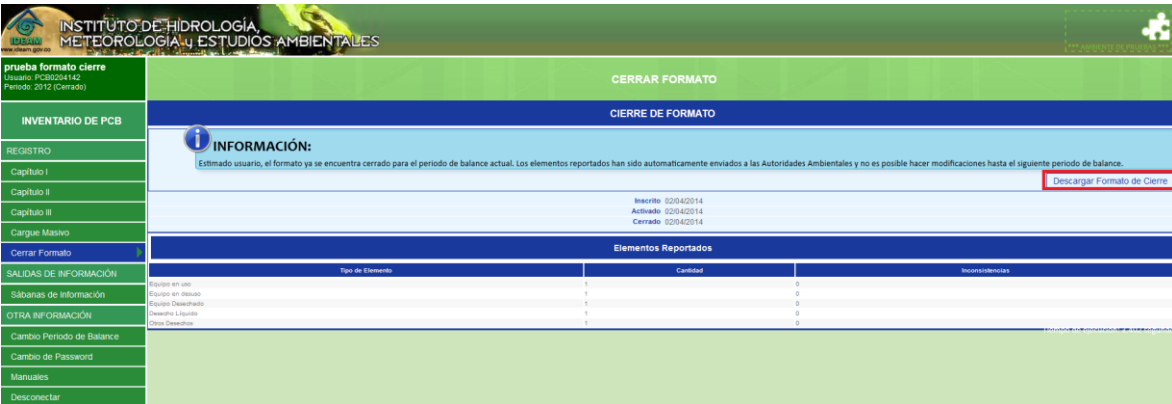 INSTITUTO DE HIDROLOGÍA,
METEOROLOGÍA y ESTUDIOS AMBIENTALES
IDEAM
www.ideam.gov.co
*** AMBIENTE DE PRUEBAS ***
prueba formato cierre
Usuario: PCB0204142
Periodo: 2012 (Cerrado)
CERRAR FORMATO
INVENTARIO DE PCB
CIERRE DE FORMATO
INFORMACIÓN:
Estimado usuario, el formato ya se encuentra cerrado para el periodo de balance actual. Los elementos reportados han sido automaticamente enviados a las Autoridades Ambientales y no es posible hacer modificaciones hasta el siguiente periodo de balance.
Descargar Formato de Cierre
Inscrito 02/04/2014
Activado 02/04/2014
Cerrado 02/04/2014
REGISTRO
Capítulo I
Capítulo II
Capítulo III
Cargue Masivo
Cerrar Formato
SALIDAS DE INFORMACIÓN
Sábanas de Información
OTRA INFORMACIÓN
Cambio Periodo de Balance
Cambio de Password
Manuales
Desconectar
Elementos Reportados
Tipo de Elemento Cantidad Inconsistencias
Equipo en uso 1 0
Equipo en desuso 1 0
Equipo Desechado 1 0
Desecho Líquido 1 0
Otros Desechos 1 0